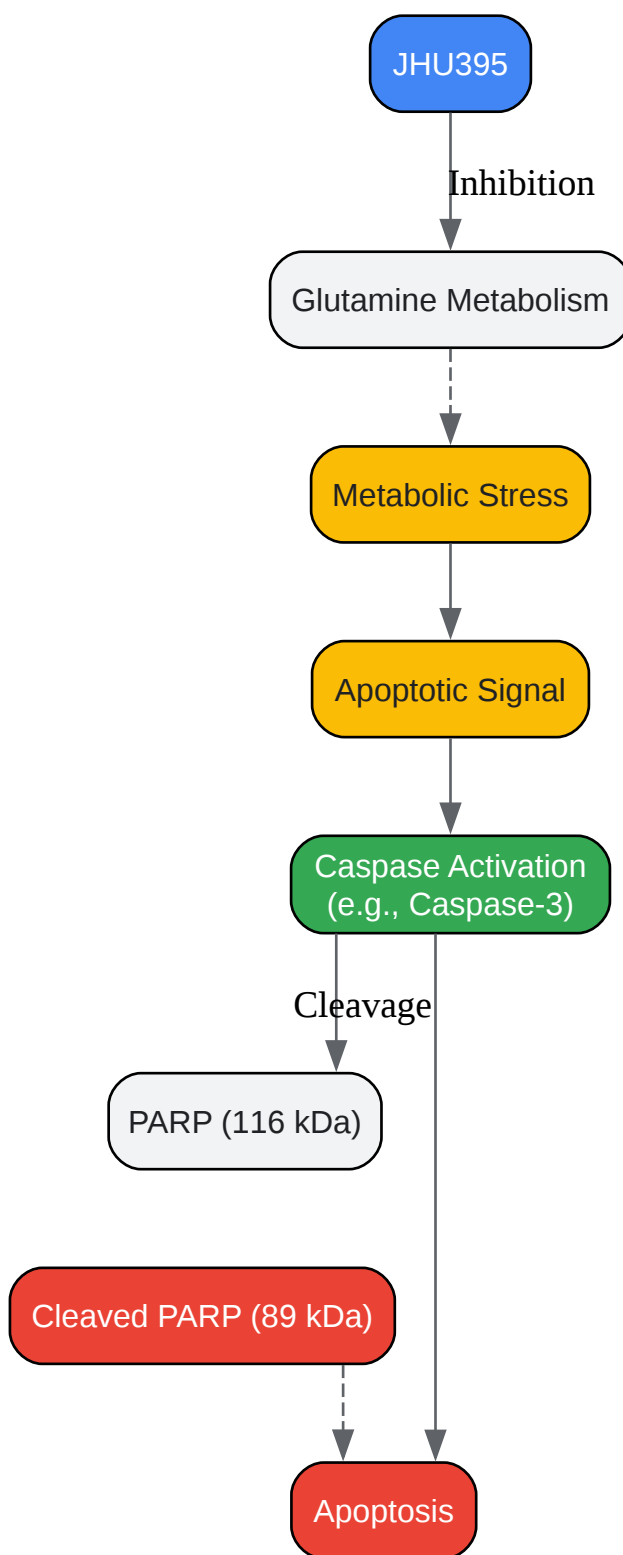 JHU395
Inhibition
Glutamine Metabolism
Metabolic Stress
Apoptotic Signal
Caspase Activation
(e.g., Caspase-3)
Cleavage
PARP (116 kDa)
Cleaved PARP (89 kDa)
Apoptosis